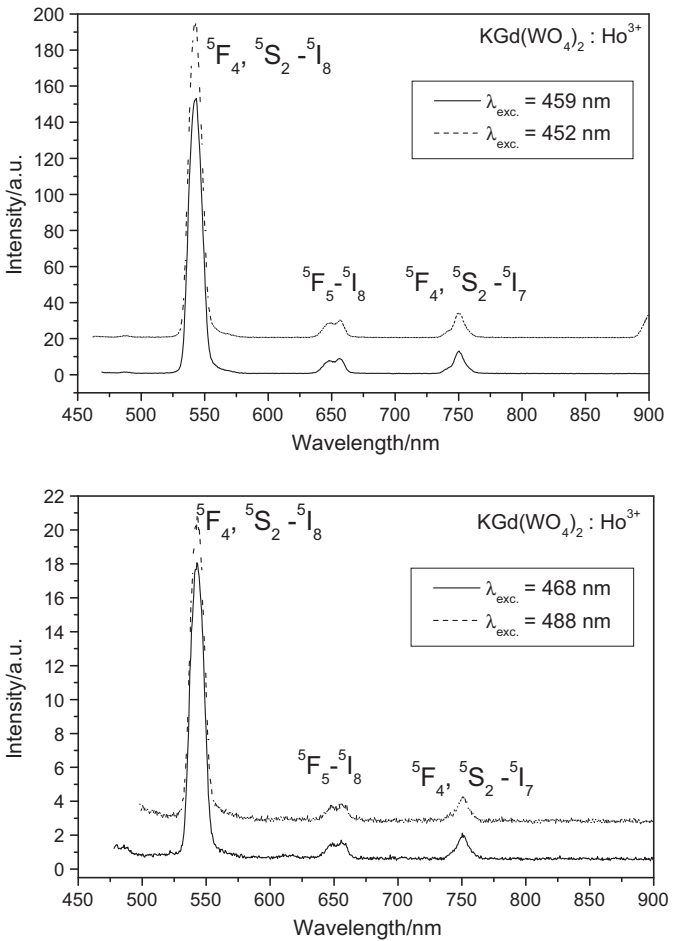 200
180
160
140
120
100
80
60
40
20
0
Intensity/a.u.
⁵F₄, ⁵S₂ -⁵I₈
KGd(WO₄)₂ : Ho³⁺
λexc. = 459 nm
λexc. = 452 nm
⁵F₅-⁵I₈
⁵F₄, ⁵S₂ -⁵I₇
450 500 550 600 650 700 750 800 850 900
Wavelength/nm
22
20
18
16
14
12
10
8
6
4
2
0
Intensity/a.u.
⁵F₄, ⁵S₂ -⁵I₈
KGd(WO₄)₂ : Ho³⁺
λexc. = 468 nm
λexc. = 488 nm
⁵F₅-⁵I₈
⁵F₄, ⁵S₂ -⁵I₇
450 500 550 600 650 700 750 800 850 900
Wavelength/nm